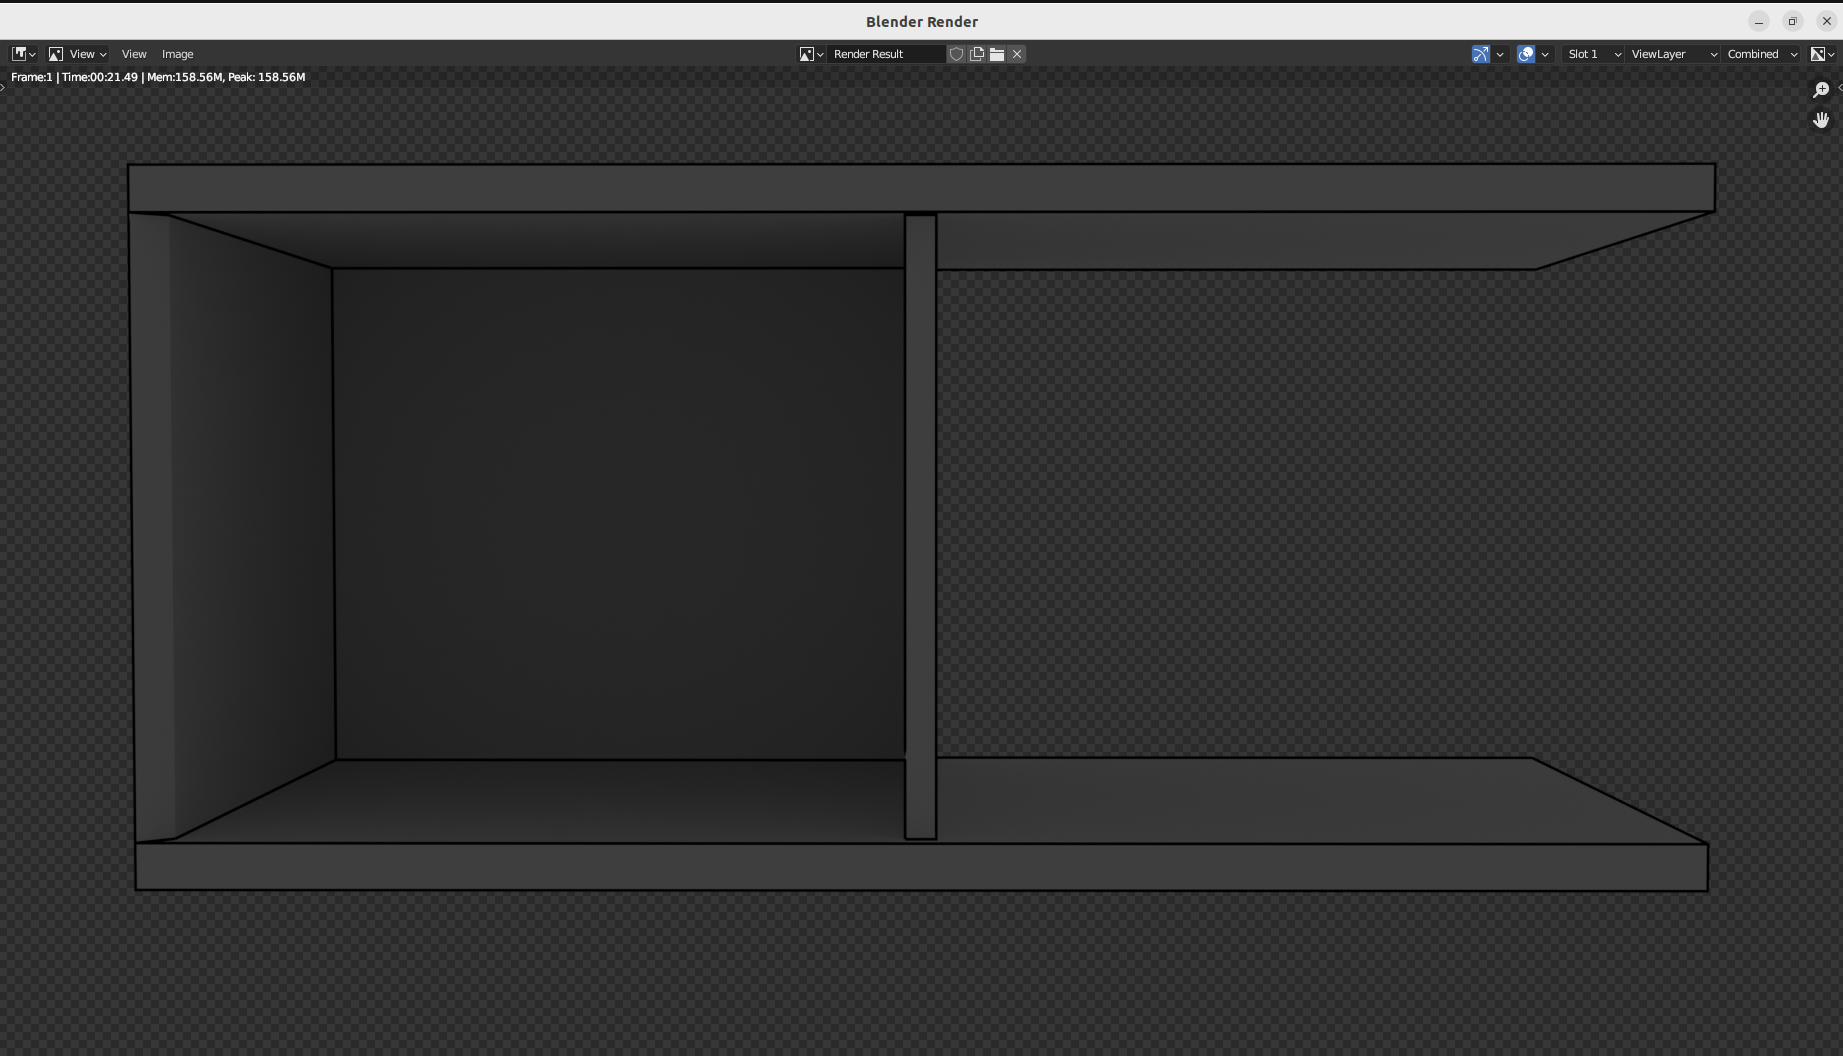 Blender Render
View View Image Render Result Slot 1 ViewLayer Combined
Frame:1 | Time:00:21.49 | Mem:158.56M, Peak: 158.56M